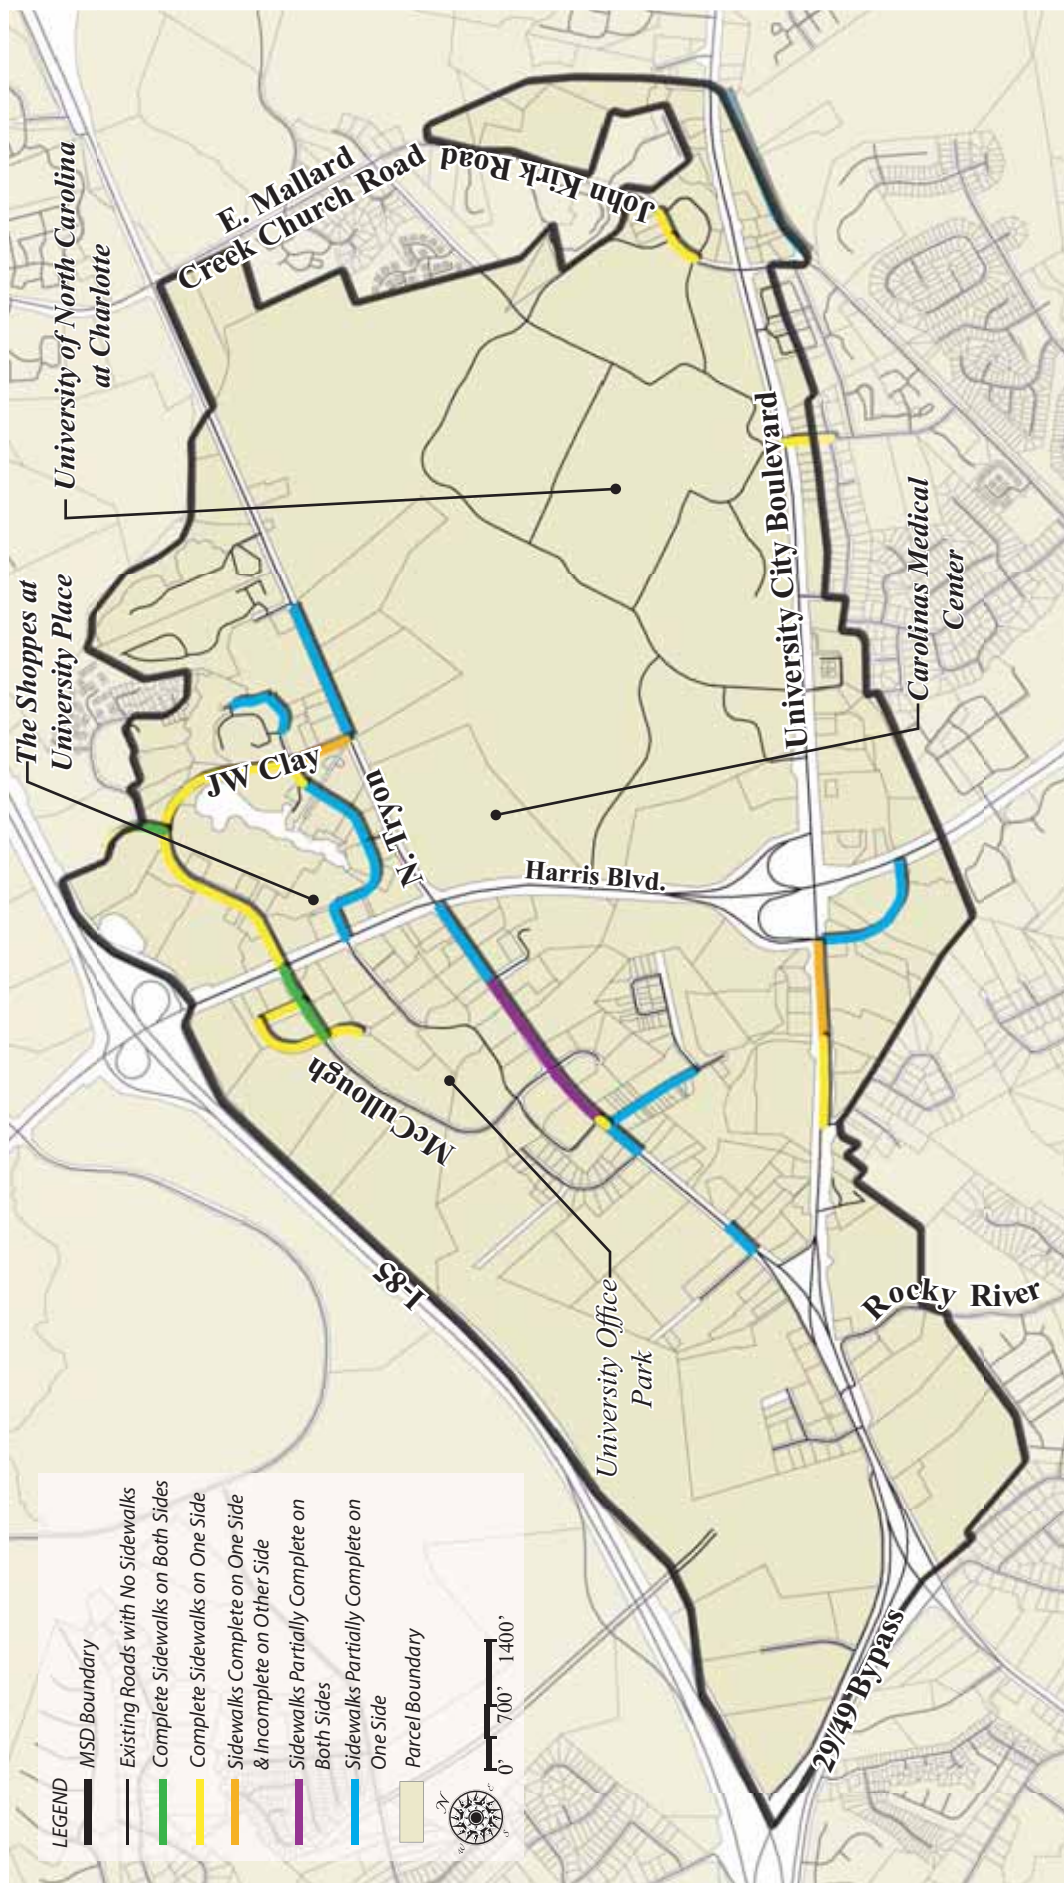 The Shoppes at
University Place
University of North Carolina
at Charlotte
E. Mallard
Creek Church Road
John Kirk Road
JW Clay
N. Tryon
Harris Blvd.
University City Boulevard
Carolinas Medical
Center
McCullough
I-85
University Office
Park
Rocky River
29/49 Bypass
LEGEND
MSD Boundary
Existing Roads with No Sidewalks
Complete Sidewalks on Both Sides
Complete Sidewalks on One Side
Sidewalks Complete on One Side
& Incomplete on Other Side
Sidewalks Partially Complete on
Both Sides
Sidewalks Partially Complete on
One Side
Parcel Boundary
N
E
S
W
0' 700' 1400'